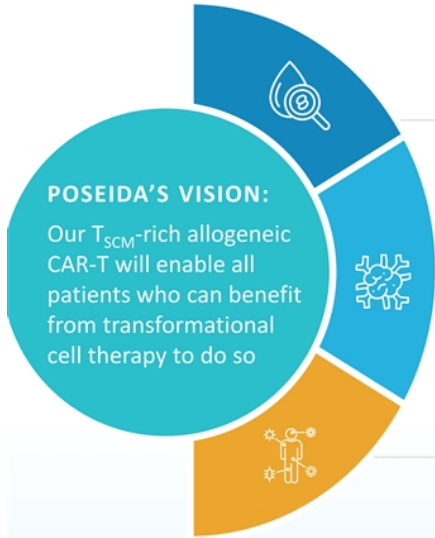 POSEIDA'S VISION:
Our TSCM-rich allogeneic
CAR-T will enable all
patients who can benefit
from transformational
cell therapy to do so